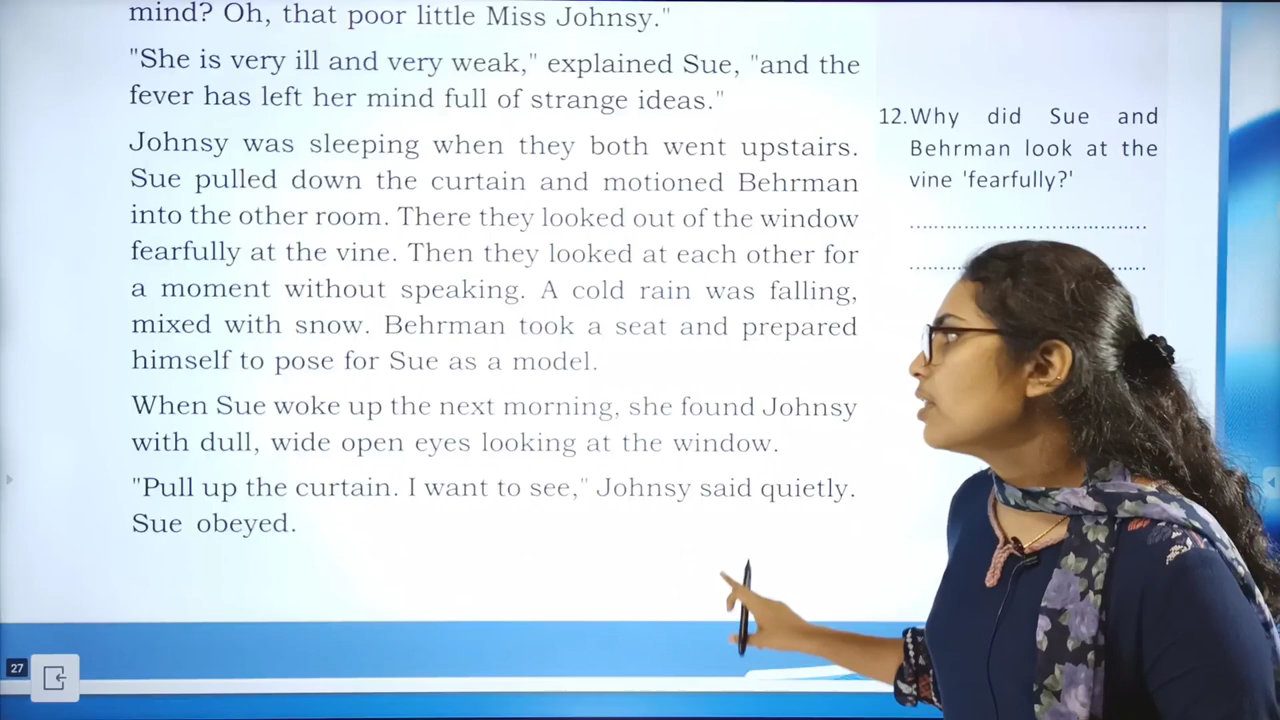 mind? Oh, that poor little Miss Johnsy."
"She is very ill and very weak," explained Sue, "and the
fever has left her mind full of strange ideas."
Johnsy was sleeping when they both went upstairs.
Sue pulled down the curtain and motioned Behrman
into the other room. There they looked out of the window
fearfully at the vine. Then they looked at each other for
a moment without speaking. A cold rain was falling,
mixed with snow. Behrman took a seat and prepared
himself to pose for Sue as a model.
When Sue woke up the next morning, she found Johnsy
with dull, wide open eyes looking at the window.
"Pull up the curtain. I want to see," Johnsy said quietly.
Sue obeyed.
12.Why did Sue and
Behrman look at the
vine 'fearfully?'
27